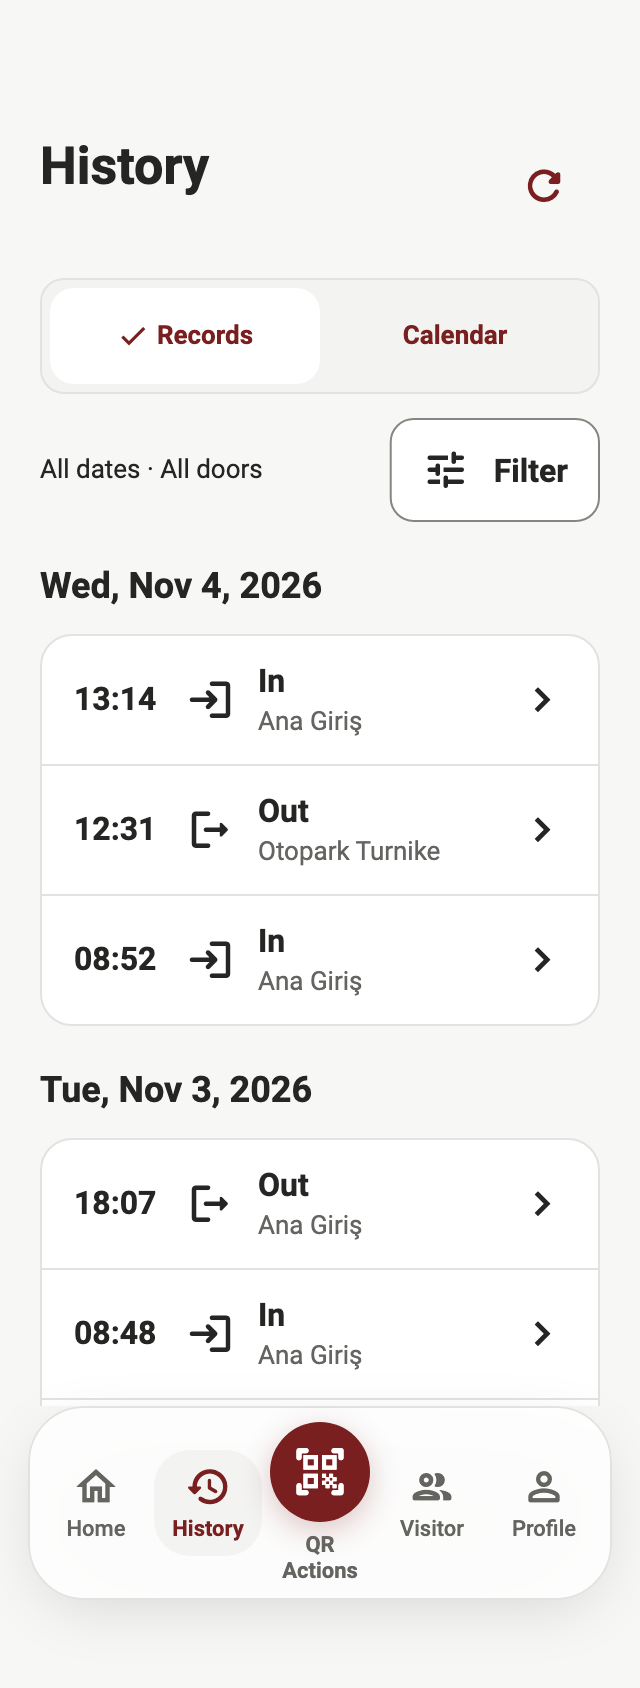 History
Records
Calendar
All dates · All doors
Filter
Wed, Nov 4, 2026
13:14
In
Ana Giriş
12:31
Out
Otopark Turnike
08:52
In
Ana Giriş
Tue, Nov 3, 2026
18:07
Out
Ana Giriş
08:48
In
Ana Giriş
Home
History
QR
Actions
Visitor
Profile